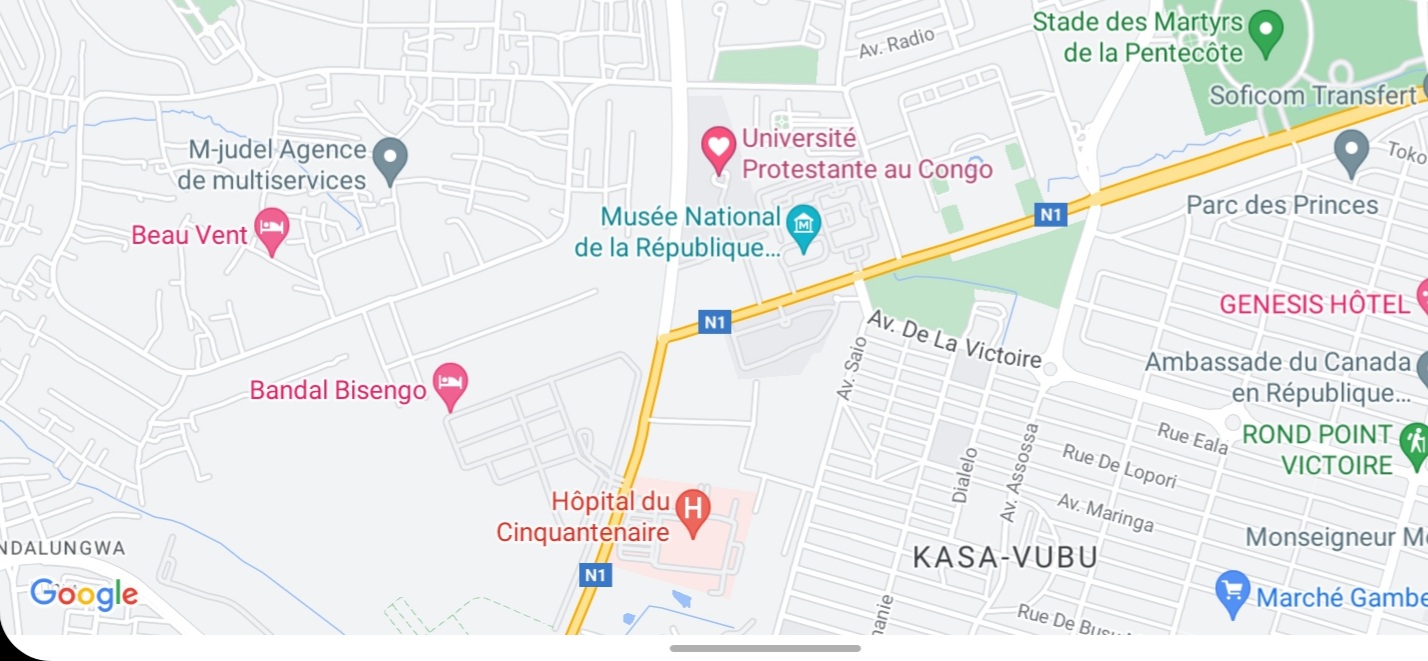 Stade des Martyrs
de la Pentecôte
Av. Radio
Soficom Transfert
Université
Protestante au Congo
M-judel Agence
de multiservices
Toko
Parc des Princes
N1
Musée National
de la République...
Beau Vent
GENESIS HÔTEL
N1
Av. De La Victoire
Av. Saio
Ambassade du Canada
en République...
Bandal Bisengo
Rue Eala
ROND POINT
VICTOIRE
Rue De Lopori
Dialelo
Av. Assossa
Av. Maringa
Hôpital du
Cinquantenaire
Monseigneur M
NDALUNGWA
KASA-VUBU
N1
Google
Marché Gambe
manie
Rue De Busu